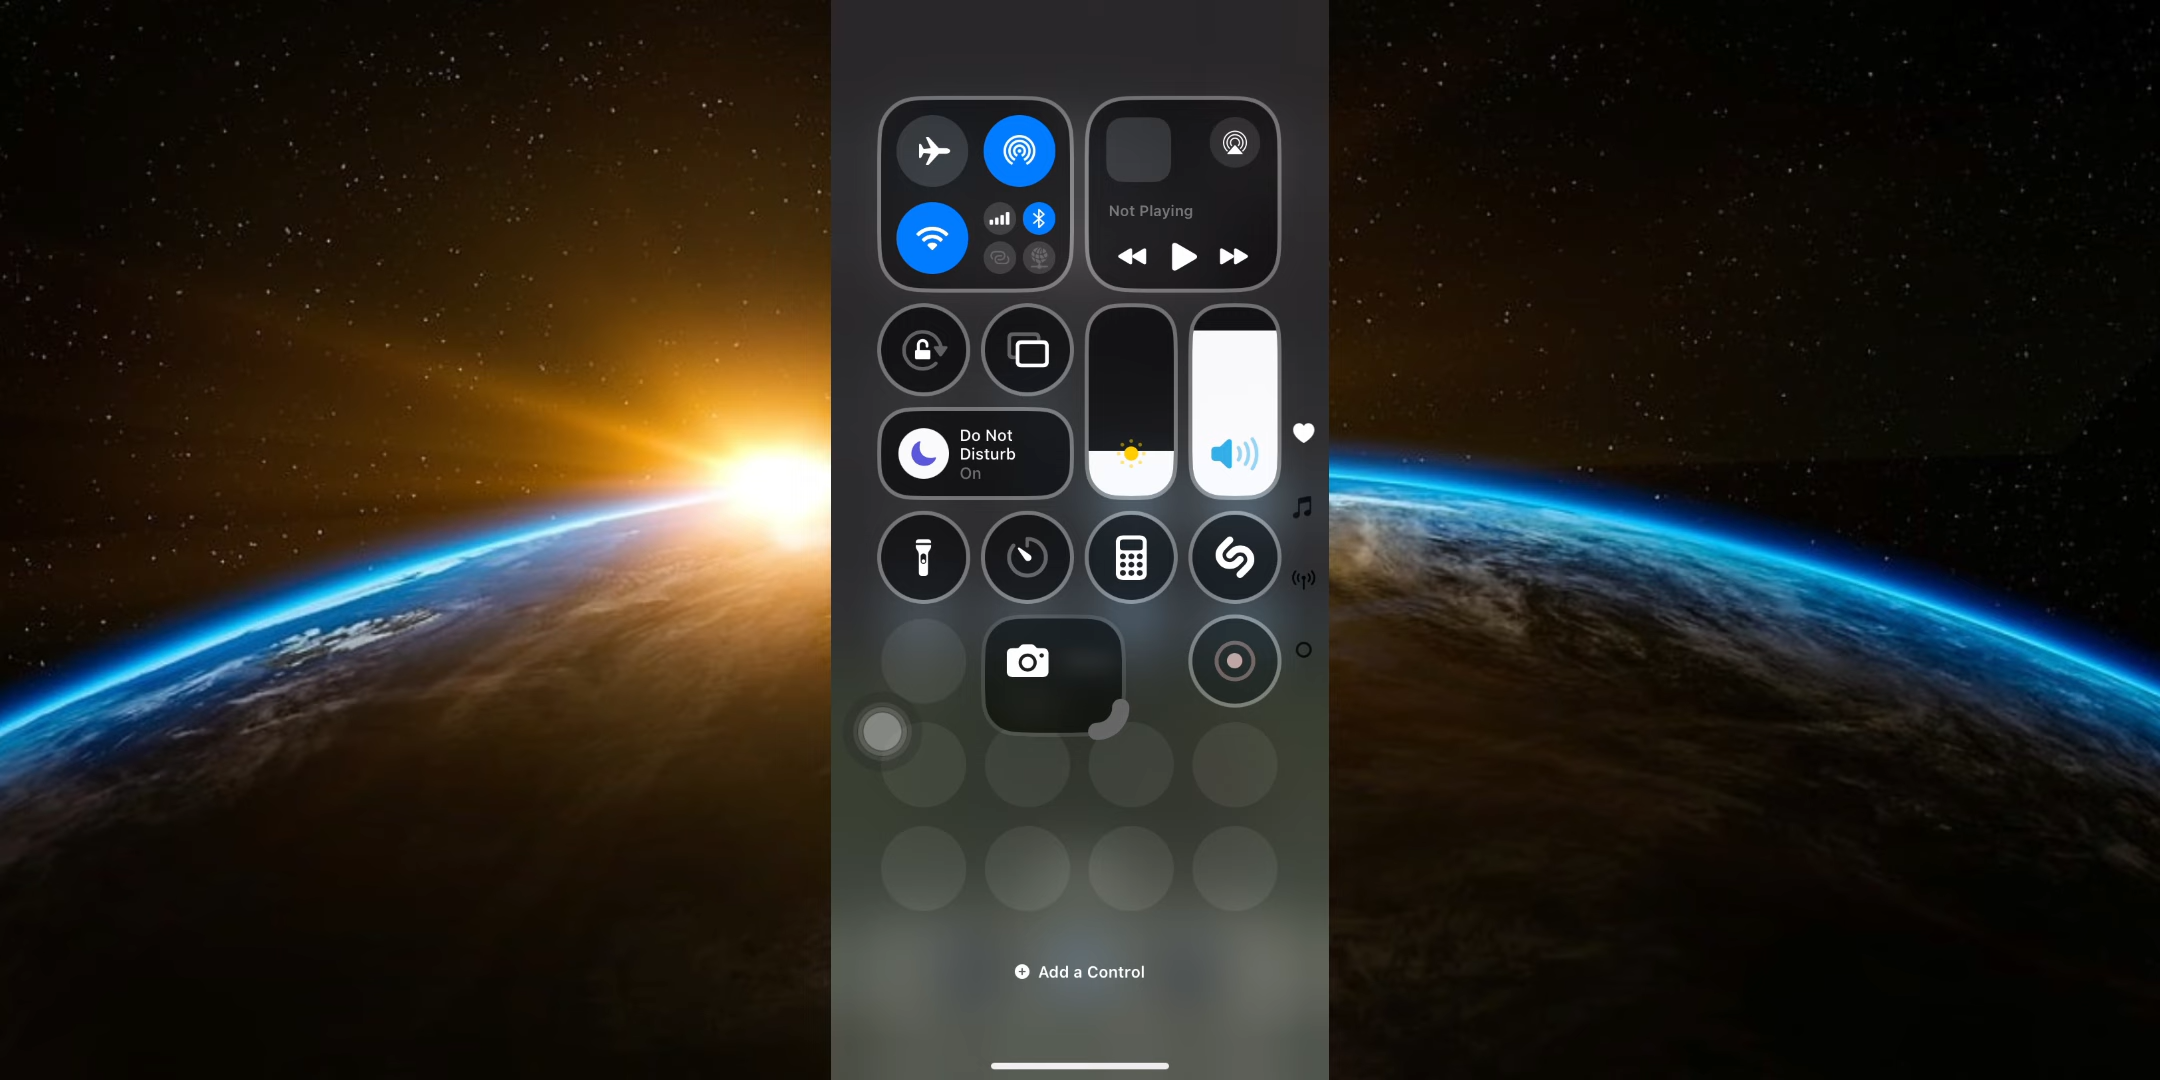 Not Playing
Do Not
Disturb
On
Add a Control